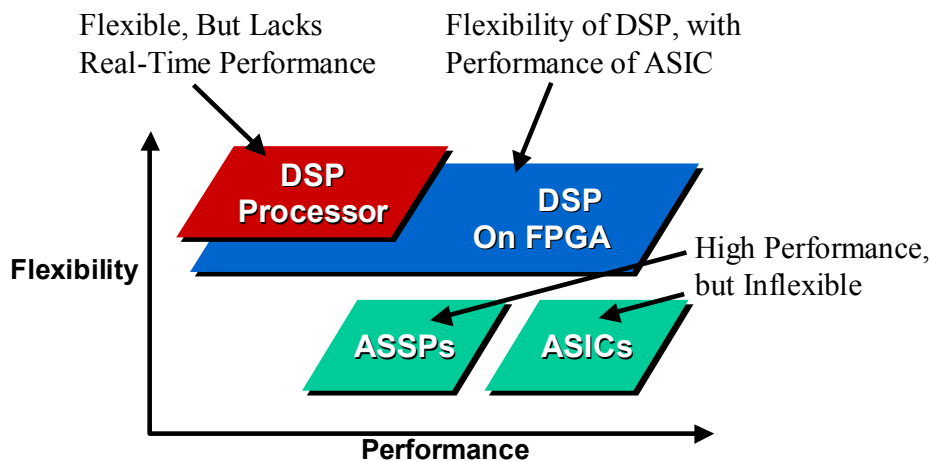 Flexible, But Lacks
Real-Time Performance
Flexibility of DSP, with
Performance of ASIC
DSP
Processor
DSP
On FPGA
High Performance,
but Inflexible
Flexibility
ASSPs
ASICs
Performance